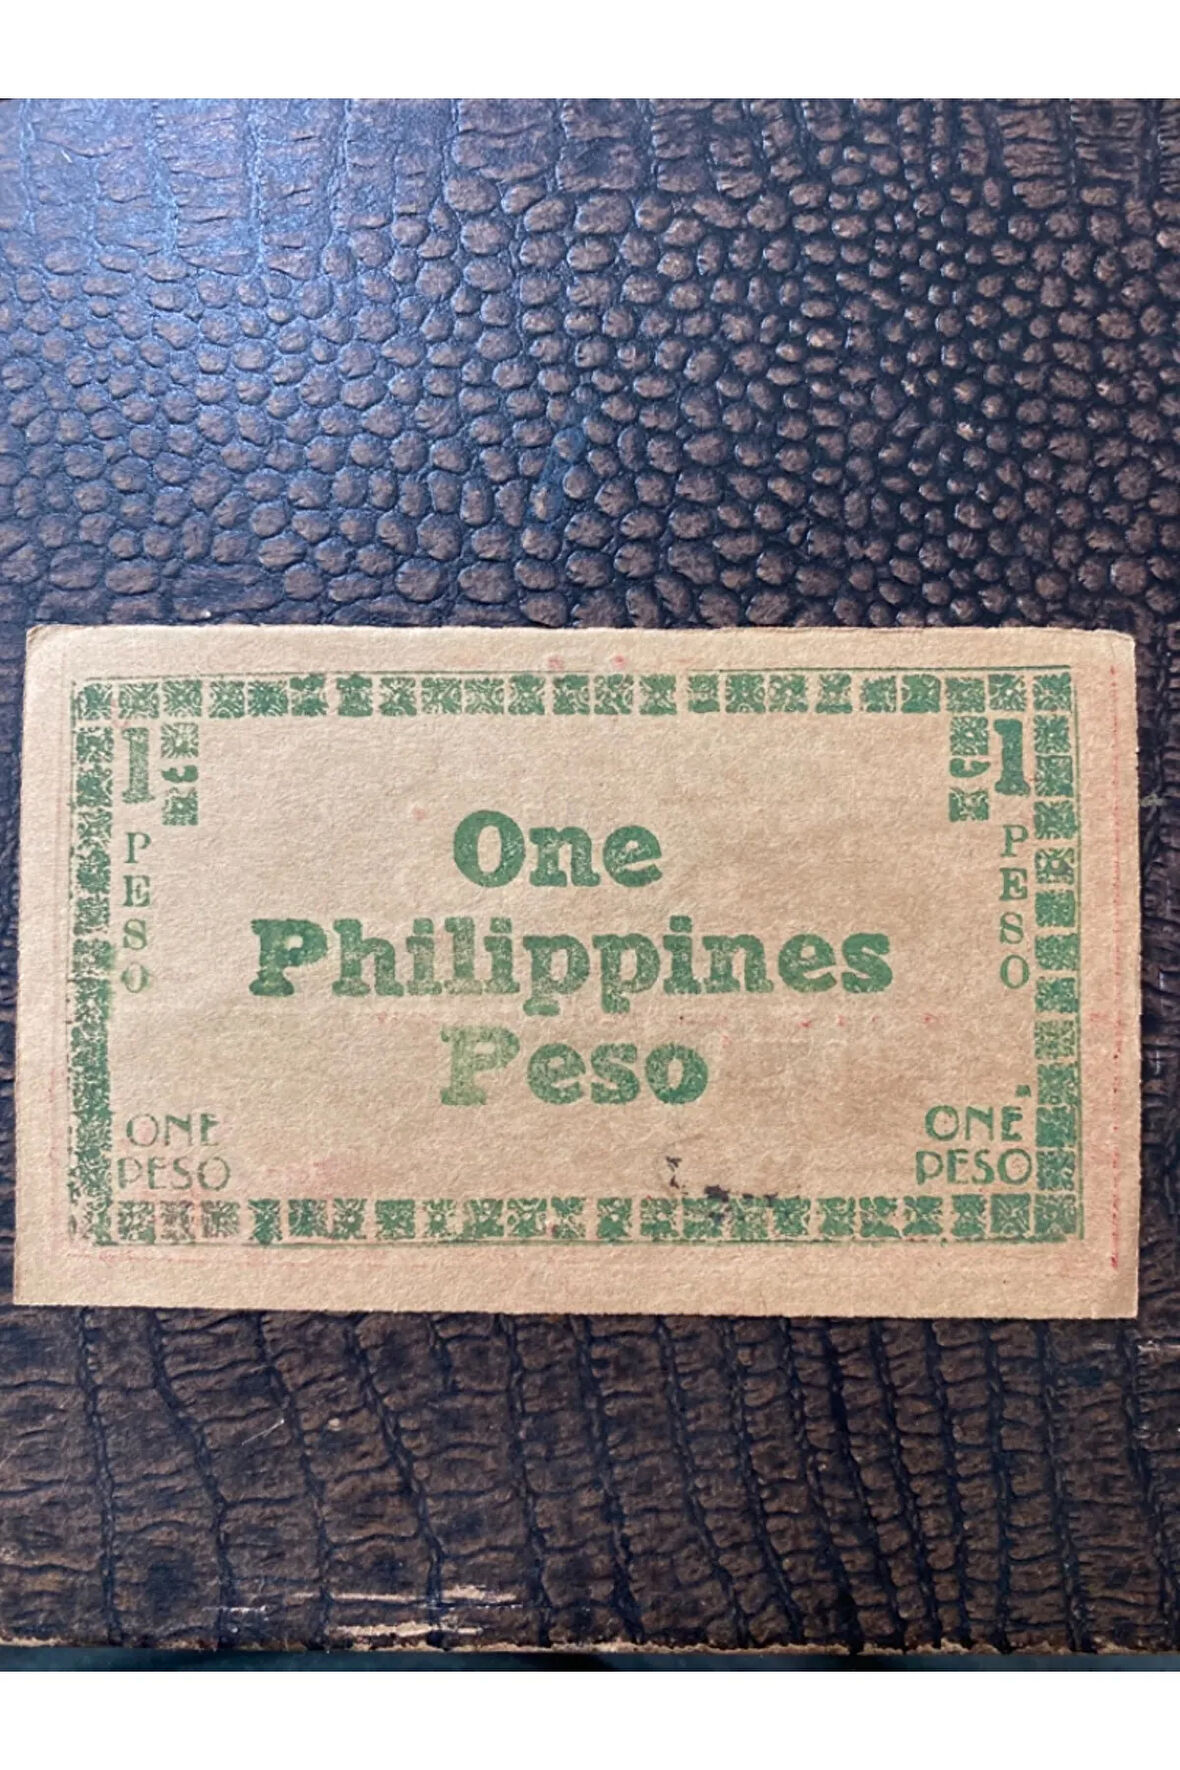 1 1
PESO PESO
One
Philippines
Peso
ONE ONE
PESO PESO